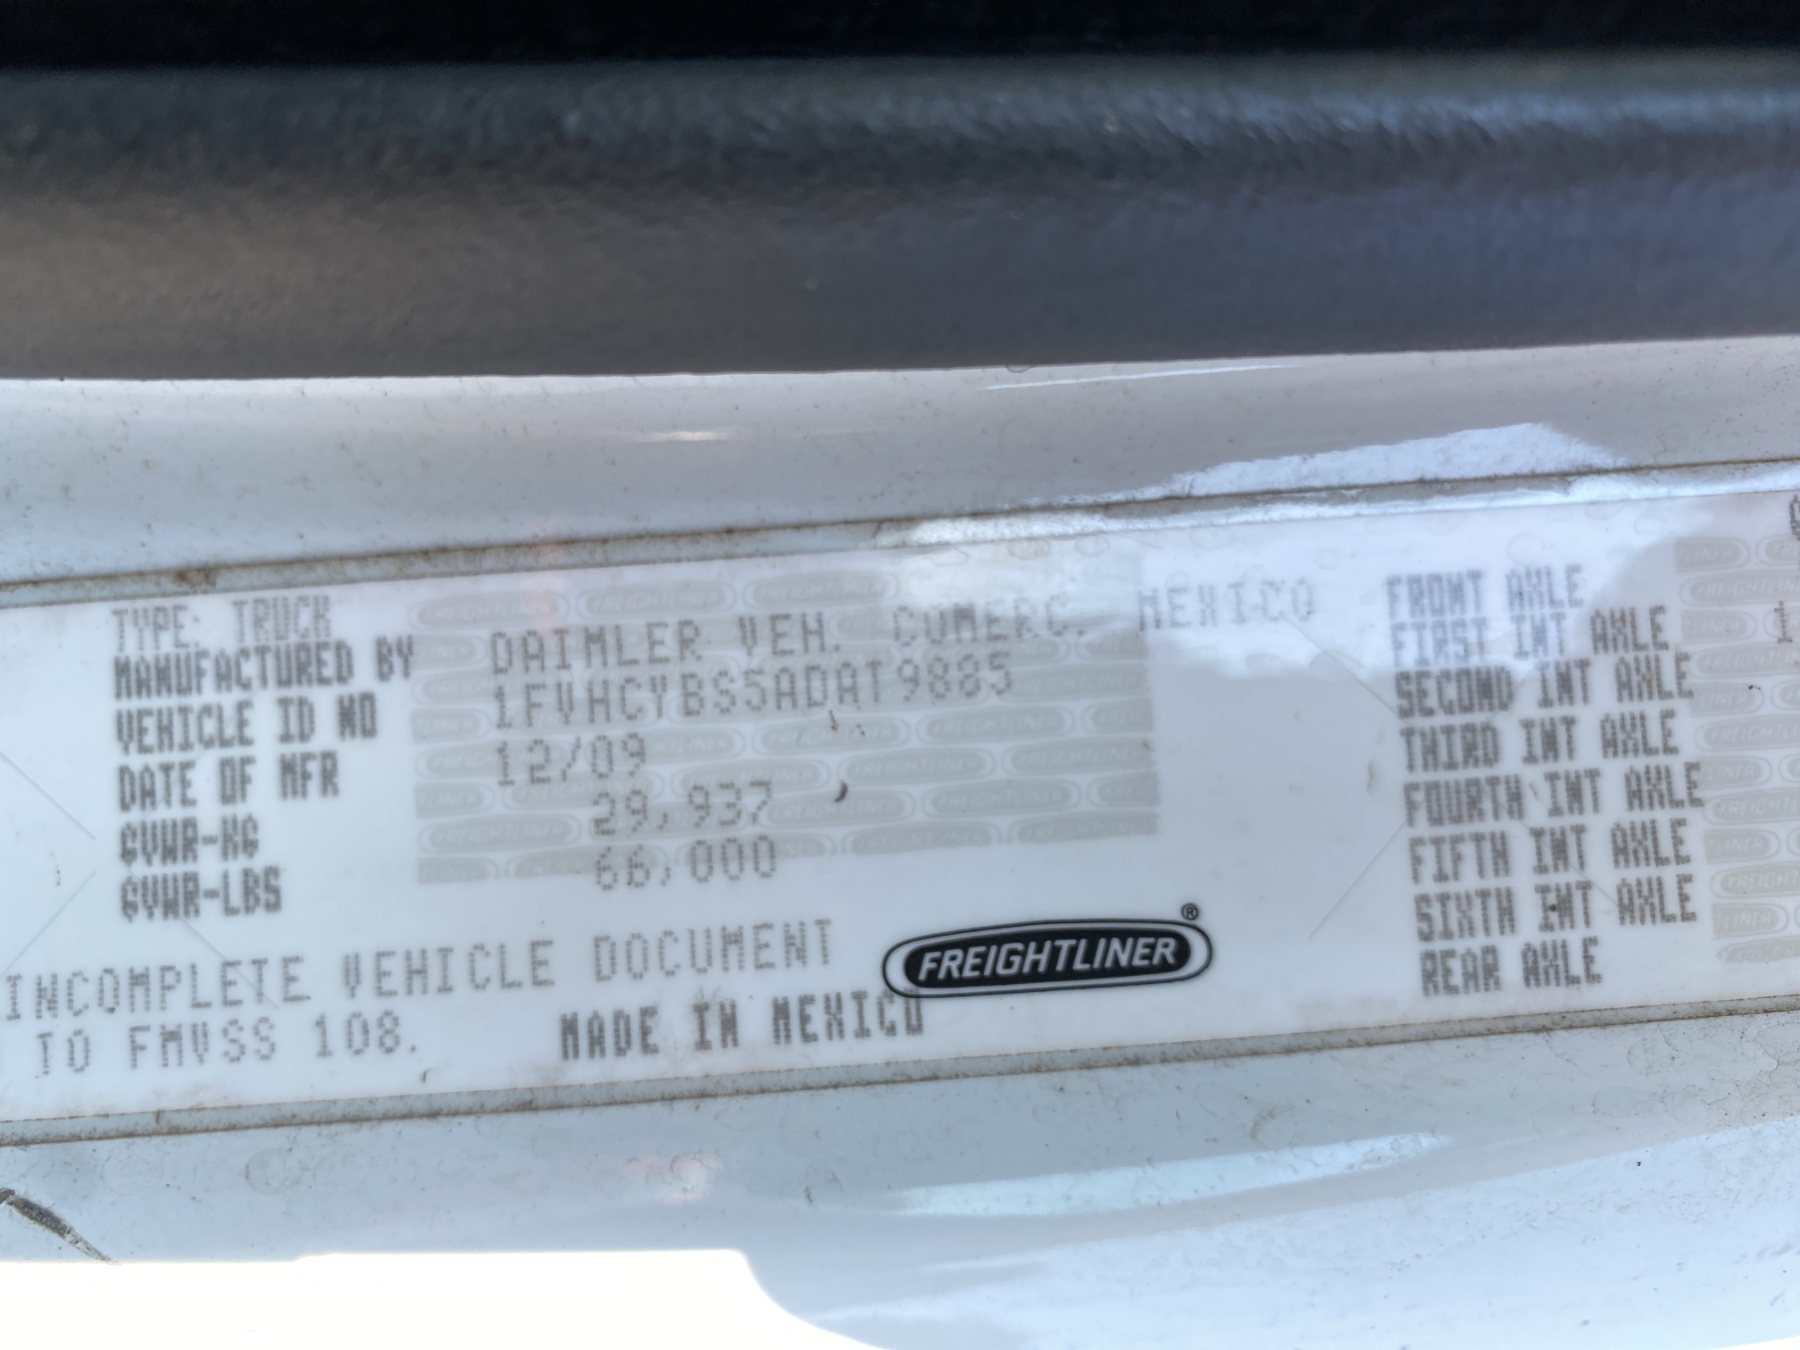 TYPE: TRUCK
MANUFACTURED BY DAIMLER VEH. COMERC. MEXICO
VEHICLE ID NO 1FVHCYBS5ADAT9885
DATE OF MFR 12/09
GVWR-KG 29,937
GVWR-LBS 66,000
INCOMPLETE VEHICLE DOCUMENT
TO FMVSS 108.
MADE IN MEXICO
FREIGHTLINER®
FRONT AXLE
FIRST INT AXLE
SECOND INT AXLE
THIRD INT AXLE
FOURTH INT AXLE
FIFTH INT AXLE
SIXTH INT AXLE
REAR AXLE